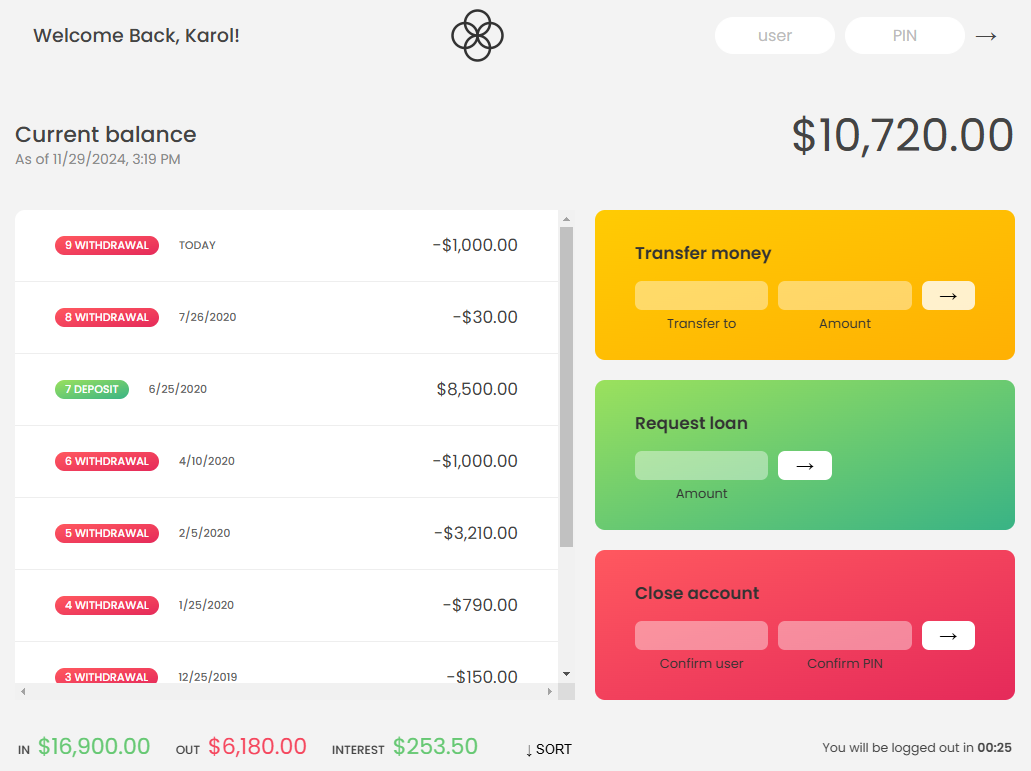 Welcome Back, Karol!
user
PIN
→
Current balance
As of 11/29/2024, 3:19 PM
$10,720.00
9 WITHDRAWAL TODAY -$1,000.00
8 WITHDRAWAL 7/26/2020 -$30.00
7 DEPOSIT 6/25/2020 $8,500.00
6 WITHDRAWAL 4/10/2020 -$1,000.00
5 WITHDRAWAL 2/5/2020 -$3,210.00
4 WITHDRAWAL 1/25/2020 -$790.00
3 WITHDRAWAL 12/25/2019 -$150.00
Transfer money
→
Transfer to Amount
Request loan
→
Amount
Close account
→
Confirm user Confirm PIN
IN $16,900.00 OUT $6,180.00 INTEREST $253.50 ↓ SORT
You will be logged out in 00:25